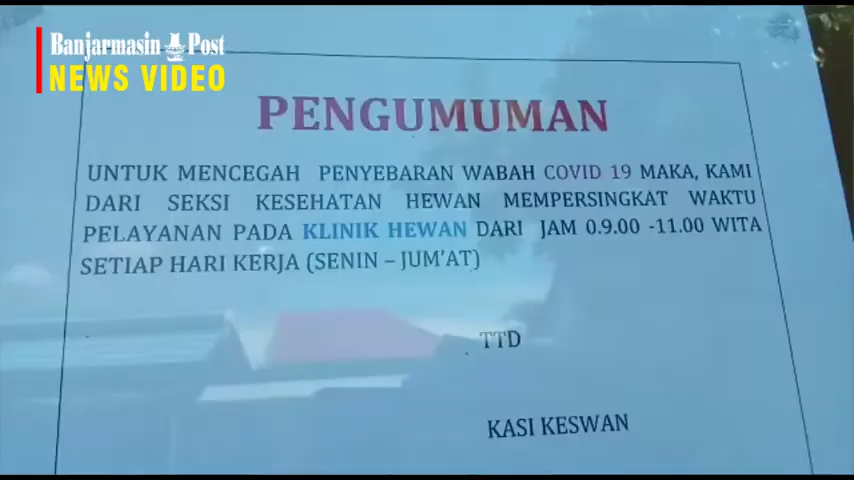 Banjarmasin Post
NEWS VIDEO
PENGUMUMAN
UNTUK MENCEGAH PENYEBARAN WABAH COVID 19 MAKA, KAMI
DARI SEKSI KESEHATAN HEWAN MEMPERSINGKAT WAKTU
PELAYANAN PADA KLINIK HEWAN DARI JAM 0.9.00 -11.00 WITA
SETIAP HARI KERJA (SENIN – JUM'AT)
TTD
KASI KESWAN